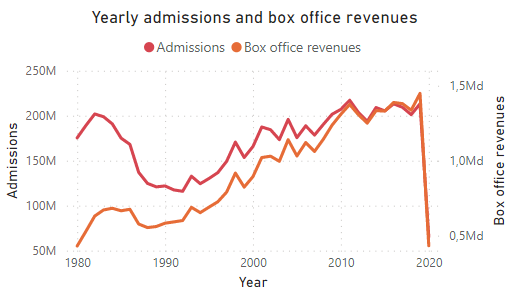 Yearly admissions and box office revenues
Admissions Box office revenues
250M
200M
150M
100M
50M
Admissions
1,5Md
1,0Md
0,5Md
Box office revenues
1980 1990 2000 2010 2020
Year